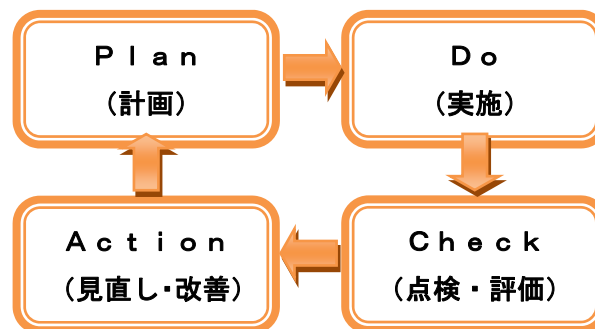 Ｐｌａｎ
（計画）
Ｄｏ
（実施）
Ａｃｔｉｏｎ
（見直し・改善）
Ｃｈｅｃｋ
（点検・評価）